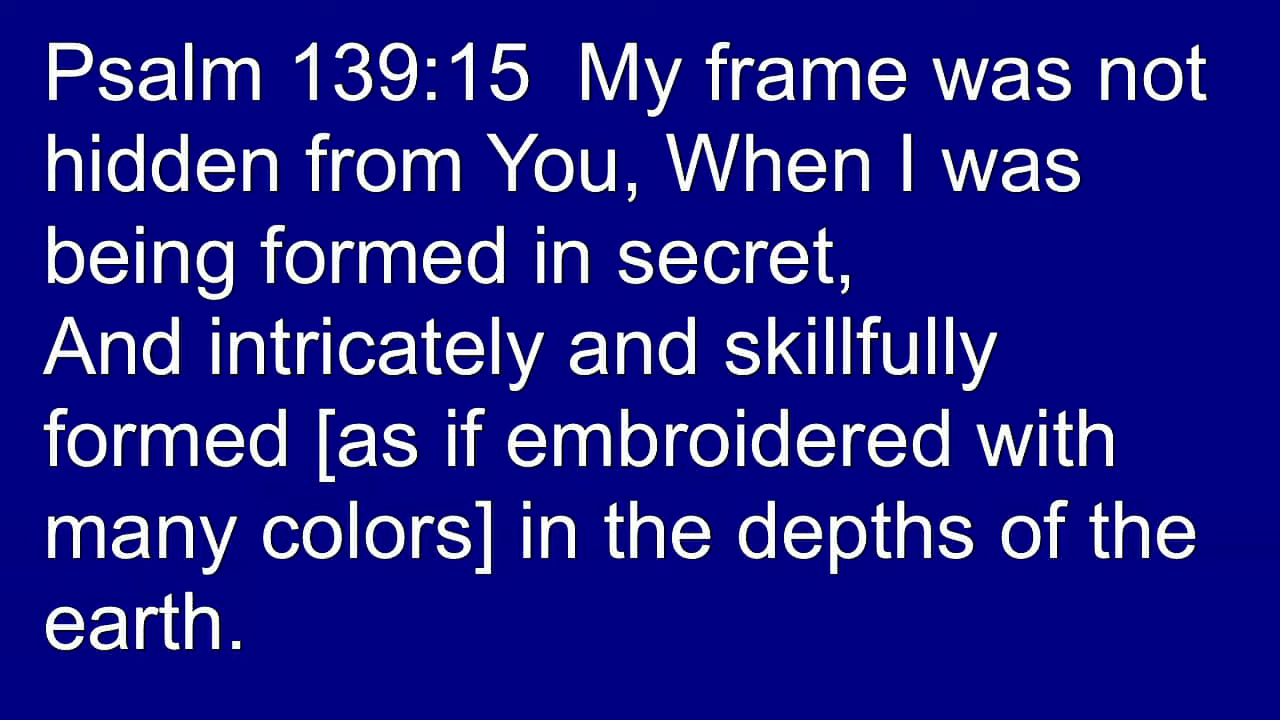 Psalm 139:15  My frame was not
hidden from You, When I was
being formed in secret,
And intricately and skillfully
formed [as if embroidered with
many colors] in the depths of the
earth.